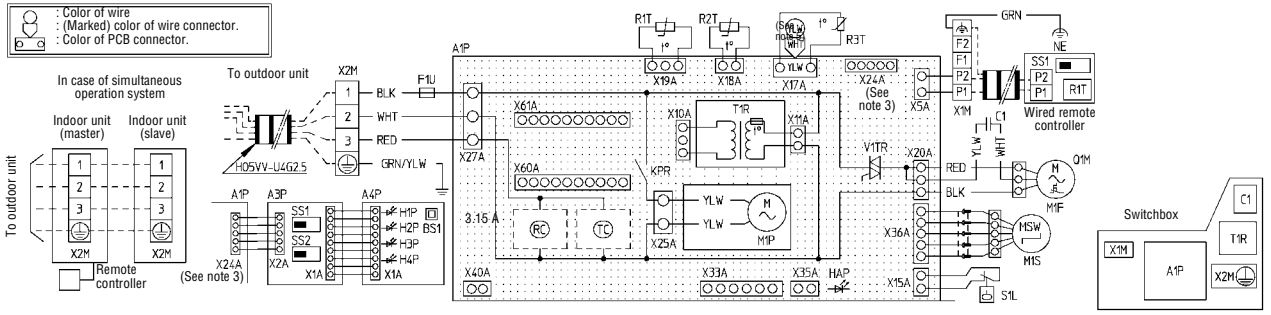 : Color of wire
: (Marked) color of wire connector.
: Color of PCB connector.
In case of simultaneous
operation system
Indoor unit
(master)
Indoor unit
(slave)
To outdoor unit
1
2
3
X2M
1
2
3
X2M
Remote
controller
To outdoor unit
H05VV-U4G2.5
X2M
1
2
3
BLK
F1U
WHT
RED
GRN/YLW
A1P
X24A
(See note 3)
A3P
SS1
SS2
X2A
X1A
A4P
H1P
H2P
H3P
H4P
BS1
X1A
A1P
X27A
3.15 A
X61A
X60A
RC
TC
X40A
KPR
X25A
YLW
YLW
M
~
M1P
X33A
X35A
HAP
X10A
T1R
X11A
V1TR
R1T
t°
X19A
R2T
t°
X18A
(See
note 5)
YLW
WHT
t°
R3T
YLW
X17A
X24A
(See
note 3)
X5A
X20A
RED
BLK
X36A
X15A
MSW
M1S
S1L
M
~
M1F
Q1M
C1
YLW
WHT
GRN
NE
F2
F1
P2
P1
X1M
SS1
P2
P1
R1T
Wired remote
controller
Switchbox
X1M
A1P
C1
T1R
X2M